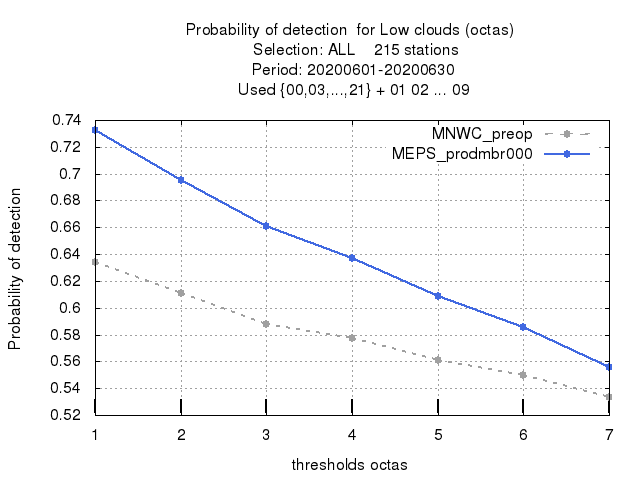 Probability of detection  for Low clouds (octas)
Selection: ALL    215 stations
Period: 20200601-20200630
Used {00,03,...,21} + 01 02 ... 09
MNWC_preop
MEPS_prodmbr000
Probability of detection
0.74
0.72
0.7
0.68
0.66
0.64
0.62
0.6
0.58
0.56
0.54
0.52
1 2 3 4 5 6 7
thresholds octas